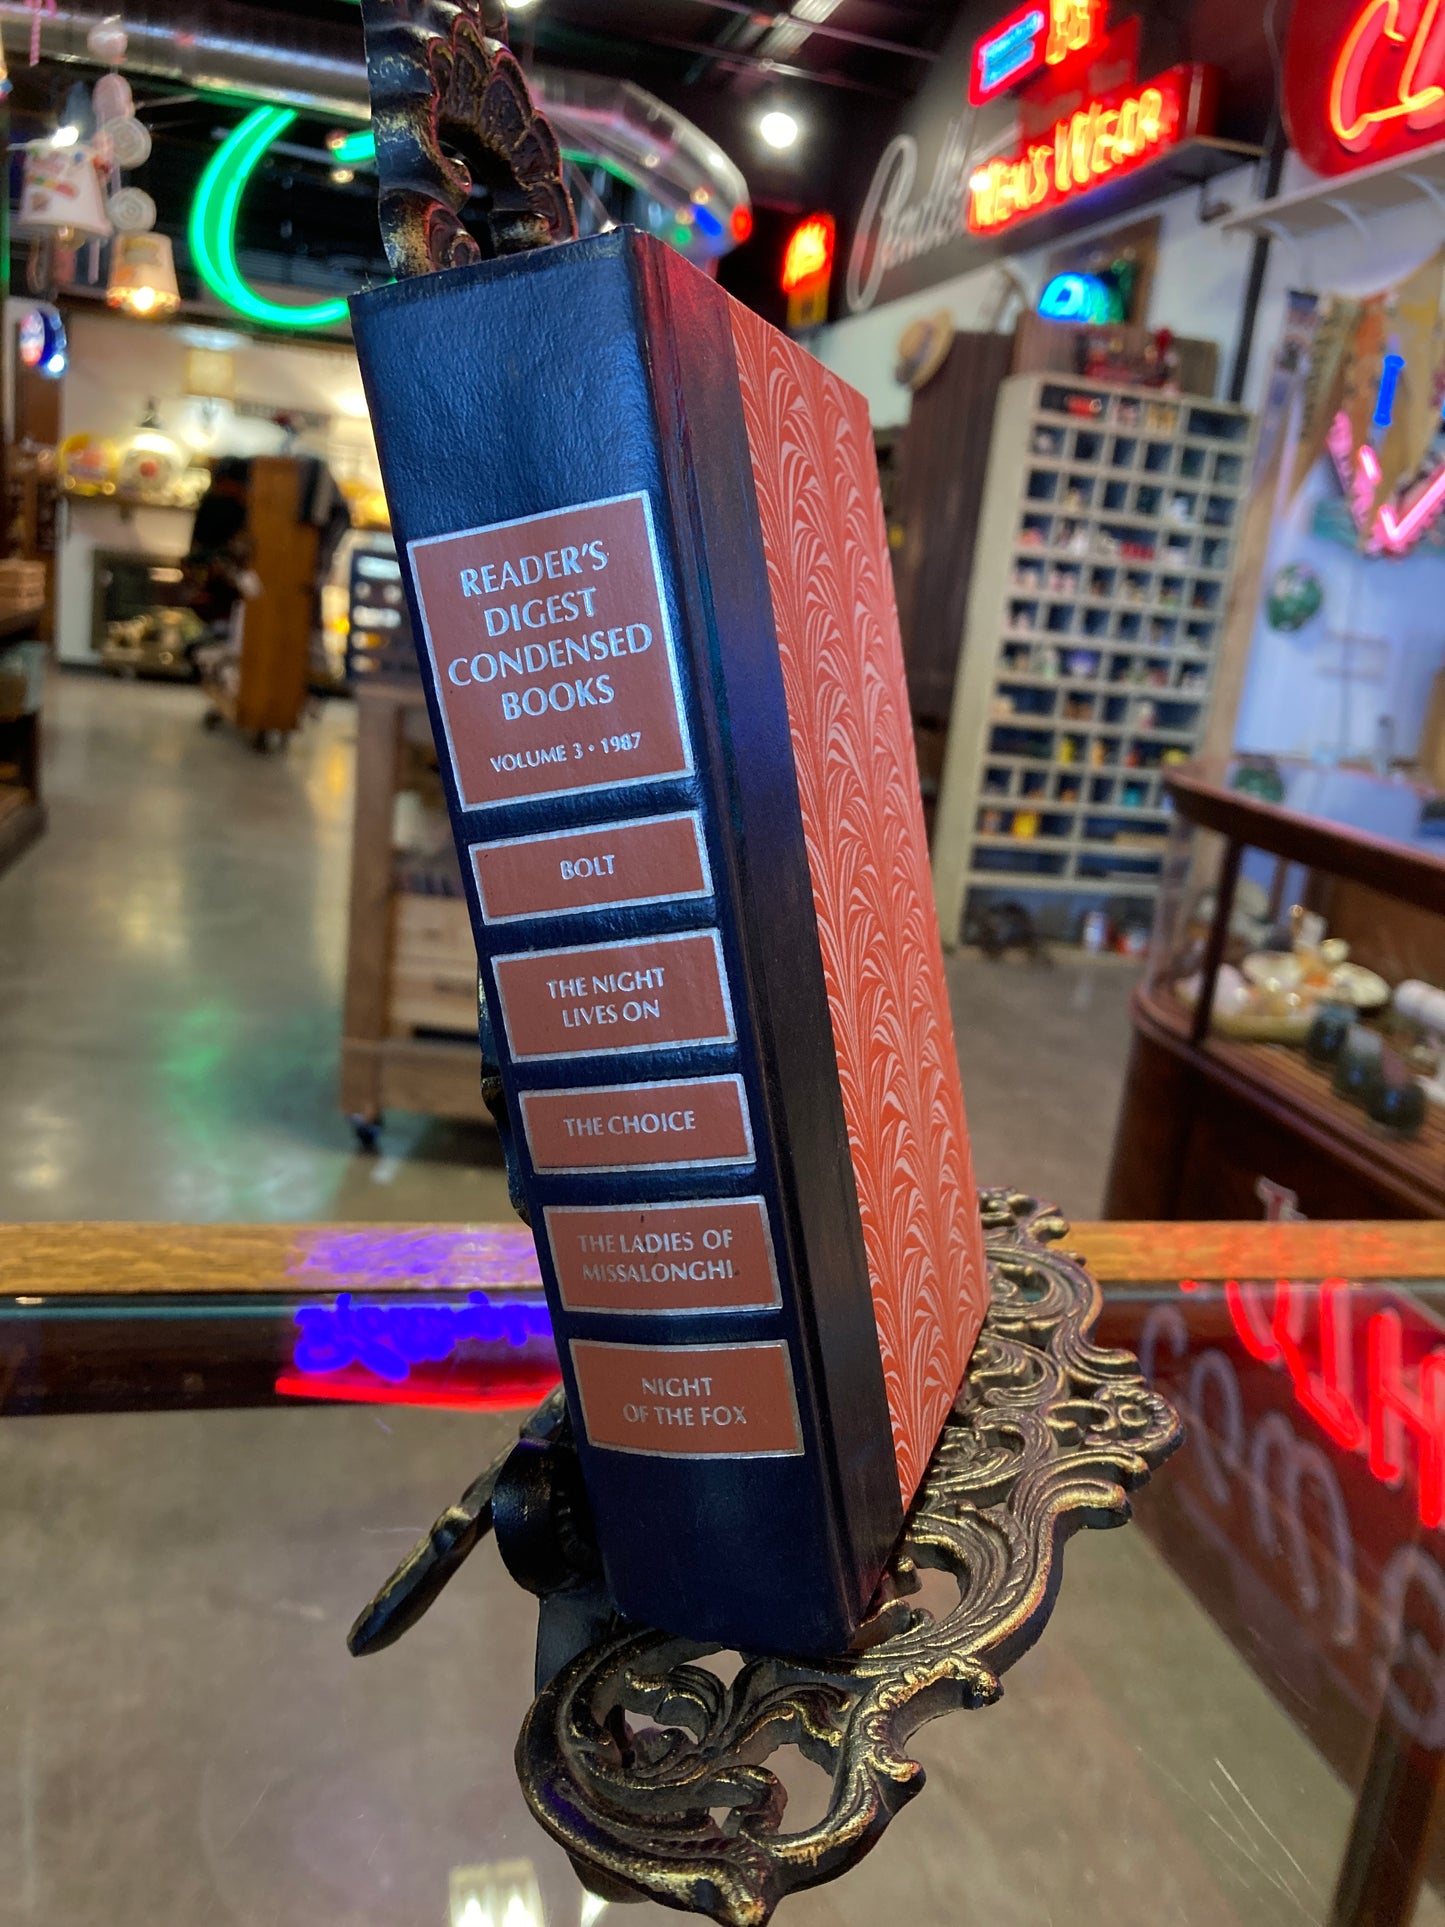 READER'S
DIGEST
CONDENSED
BOOKS
VOLUME 3 • 1987
BOLT
THE NIGHT
LIVES ON
THE CHOICE
THE LADIES OF
MISSALONGHI
NIGHT
OF THE FOX
MEN'S WEAR